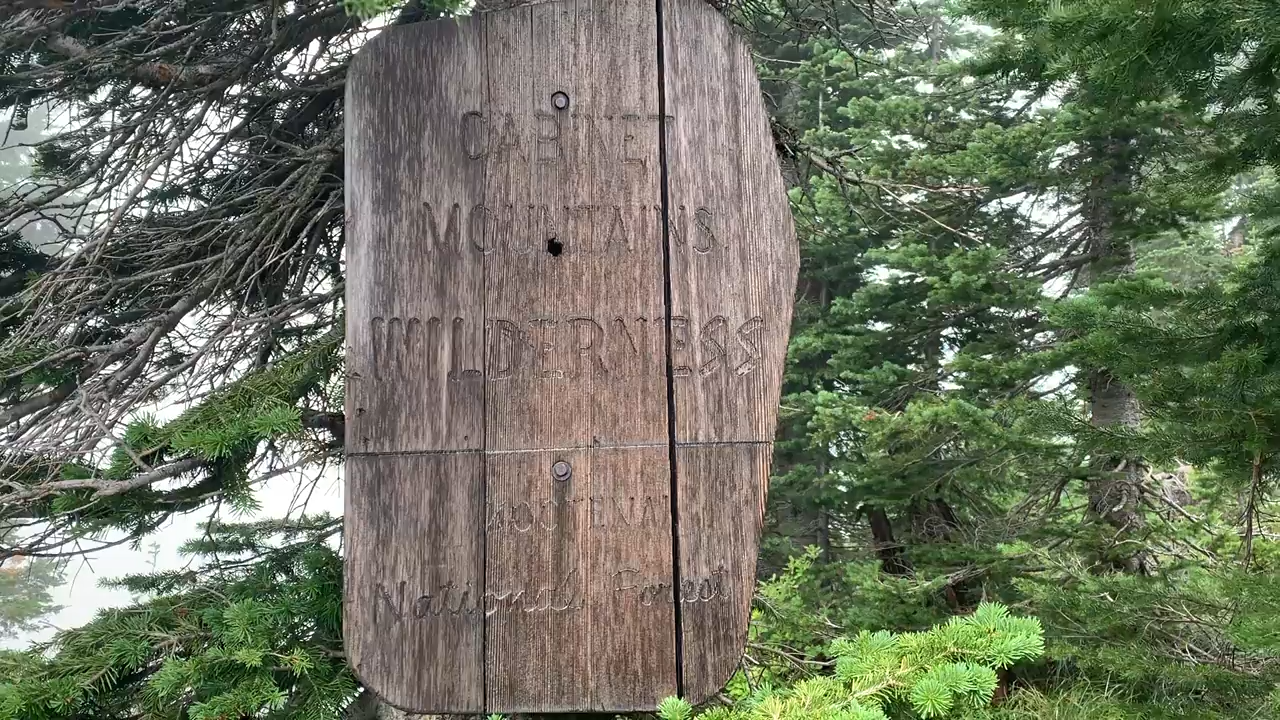 CABINET
MOUNTAINS
WILDERNESS
KOOTENAI
National Forest